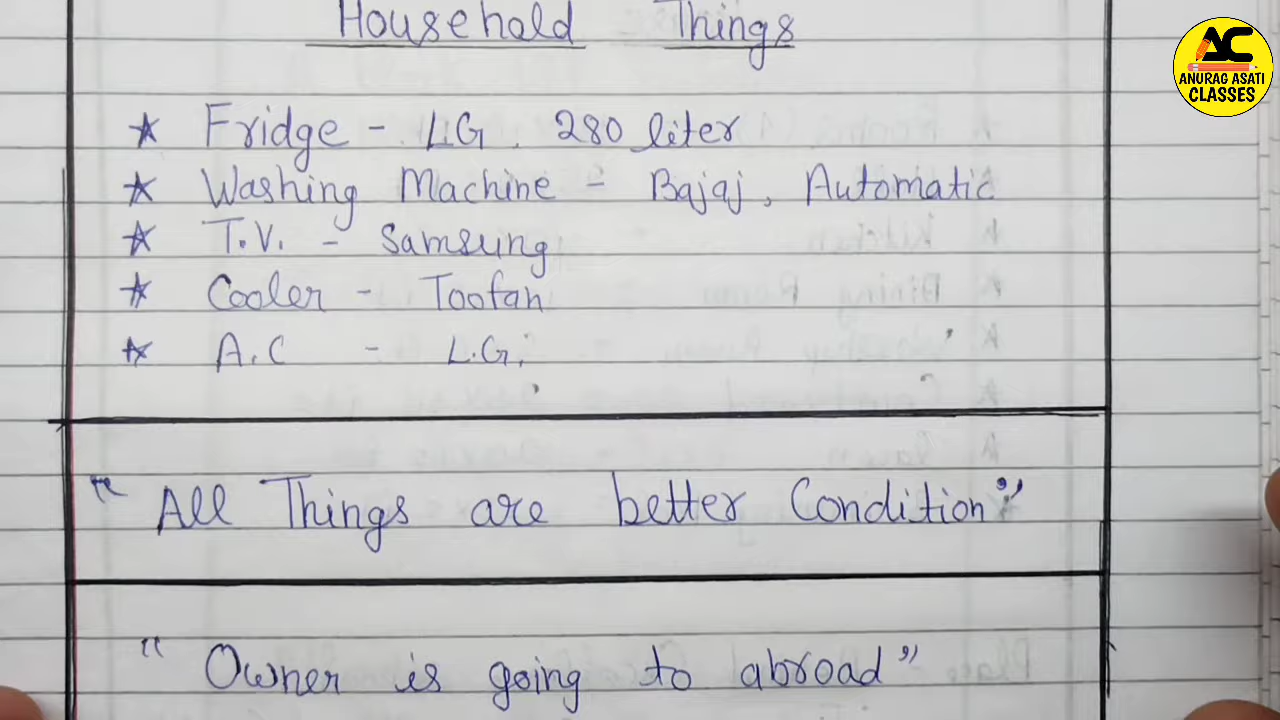 Household Things
AC
ANURAG ASATI
CLASSES
★ Fridge - L.G. 280 liter
★ Washing Machine - Bajaj, Automatic
★ T.V. - Samsung
★ Cooler - Toofan
★ A.C - L.G.
"All Things are better Condition"
"Owner is going to abroad"